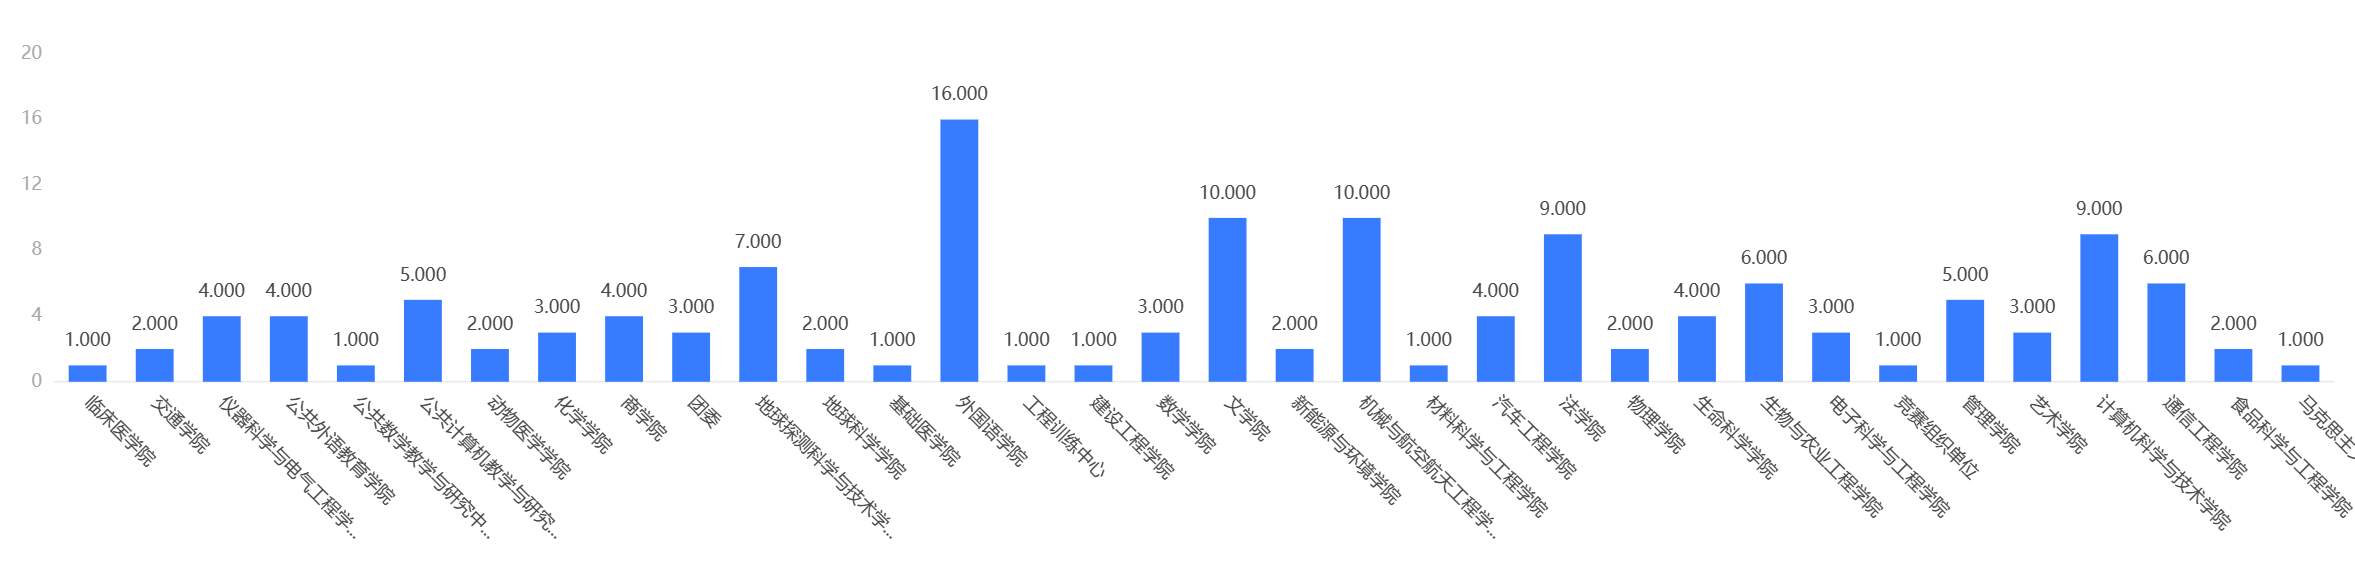 20
16
12
8
4
0
1.000
2.000
4.000
4.000
1.000
5.000
2.000
3.000
4.000
3.000
7.000
2.000
1.000
16.000
1.000
1.000
3.000
10.000
2.000
10.000
1.000
4.000
9.000
2.000
4.000
6.000
3.000
1.000
5.000
3.000
9.000
6.000
2.000
1.000
临床医学院
交通学院
仪器科学与电气工程学...
公共外语教育学院
公共数学教学与研究中...
公共计算机教学与研究...
动物医学学院
化学学院
商学院
团委
地球探测科学与技术学...
地球科学学院
基础医学院
外国语学院
工程训练中心
建设工程学院
数学学院
文学院
新能源与环境学院
机械与航空航天工程学...
材料科学与工程学院
汽车工程学院
法学院
物理学院
生命科学学院
生物与农业工程学院
电子科学与工程学院
竞赛组织单位
管理学院
艺术学院
计算机科学与技术学院
通信工程学院
食品科学与工程学院
马克思主